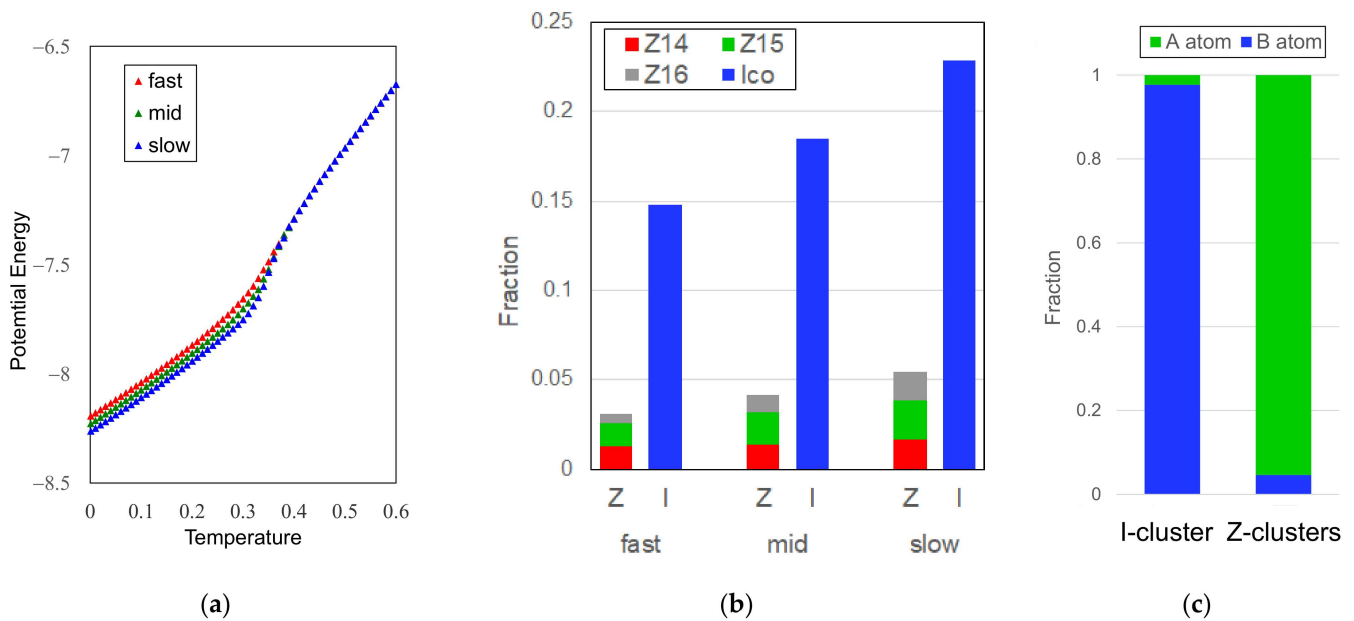 −6.5
−7
−7.5
−8
−8.5
Potemtial Energy
fast
mid
slow
0 0.1 0.2 0.3 0.4 0.5 0.6
Temperature
(a)
0.25
0.2
0.15
0.1
0.05
0
Fraction
Z14 Z15
Z16 Ico
Z I Z I Z I
fast mid slow
(b)
A atom B atom
1
0.8
0.6
0.4
0.2
0
Fraction
I-cluster Z-clusters
(c)